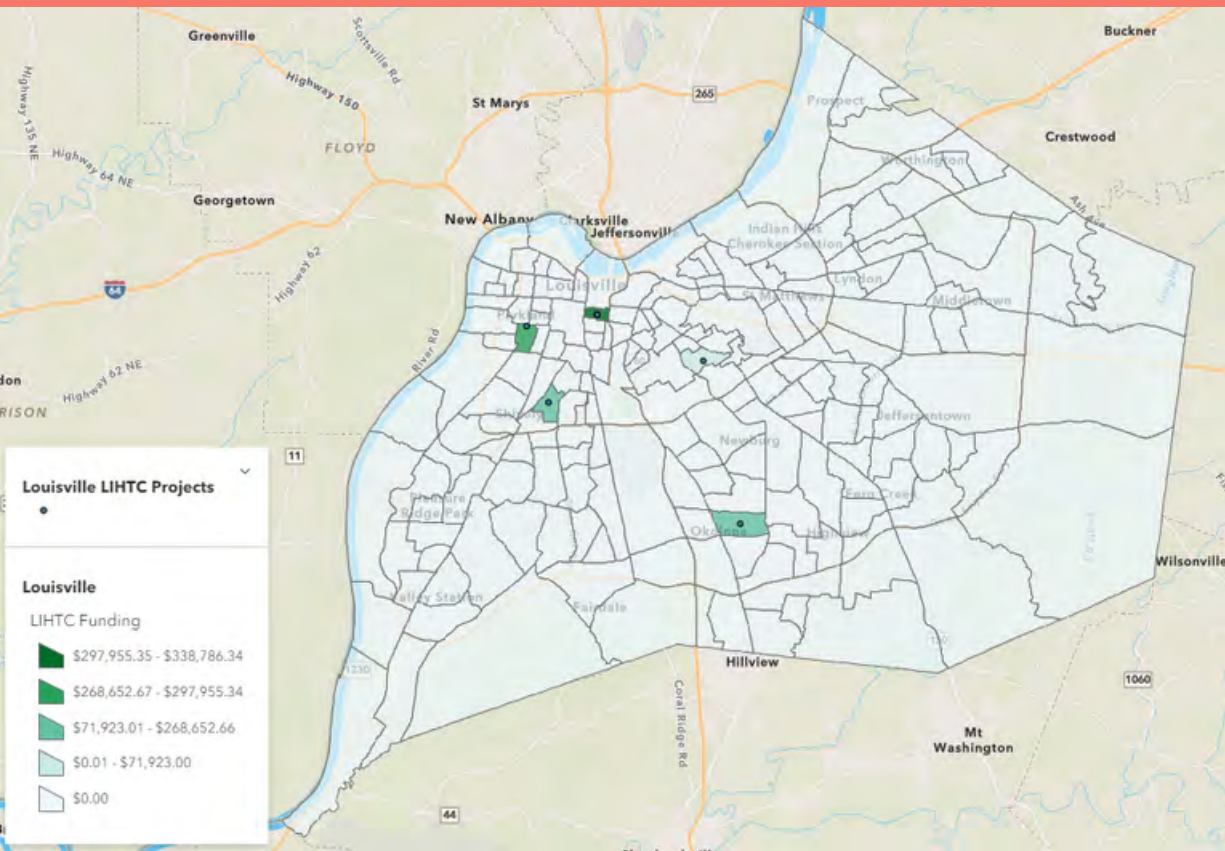 Greenville
Scottsville Rd
Buckner
Highway 135 NE
Highway 150
St Marys
265
Prospect
FLOYD
Crestwood
Highway 64 NE
Worthington
Georgetown
Ash Ave
New Albany
Clarksville
Jeffersonville
Indian Hills
Cherokee Section
Highway 62
Louisville
Lyndon
64
St Matthews
Middletown
Parkland
River Rd
Highway 62 NE
Shively
Jeffersontown
Newburg
11
Pleasure
Ridge Park
Fern Creek
Okolona
Highview
Wilsonville
Valley Station
Fairdale
1230
Hillview
1060
Coral Ridge Rd
Mt
Washington
44
Louisville LIHTC Projects
Louisville
LIHTC Funding
$297,955.35 - $338,786.34
$268,652.67 - $297,955.34
$71,923.01 - $268,652.66
$0.01 - $71,923.00
$0.00